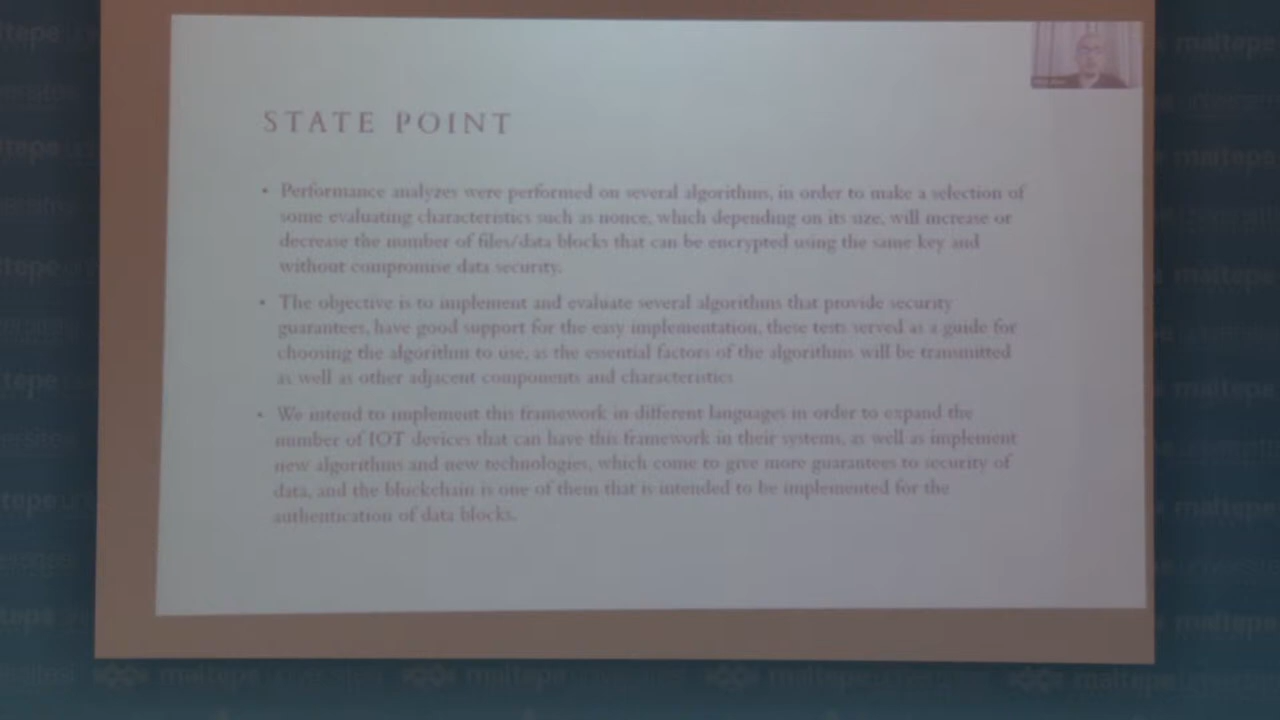 STATE POINT
• Performance analyzes were performed on several algorithms, in order to make a selection of
some evaluating characteristics such as nonce, which depending on its size, will increase or
decrease the number of files/data blocks that can be encrypted using the same key and
without compromise data security.
• The objective is to implement and evaluate several algorithms that provide security
guarantees, have good support for the easy implementation, these tests served as a guide for
choosing the algorithm to use, as the essential factors of the algorithms will be transmitted
as well as other adjacent components and characteristics
• We intend to implement this framework in different languages in order to expand the
number of IOT devices that can have this framework in their systems, as well as implement
new algorithms and new technologies, which come to give more guarantees to security of
data, and the blockchain is one of them that is intended to be implemented for the
authentication of data blocks.
maltepe
maltepe
maltepe
maltepe